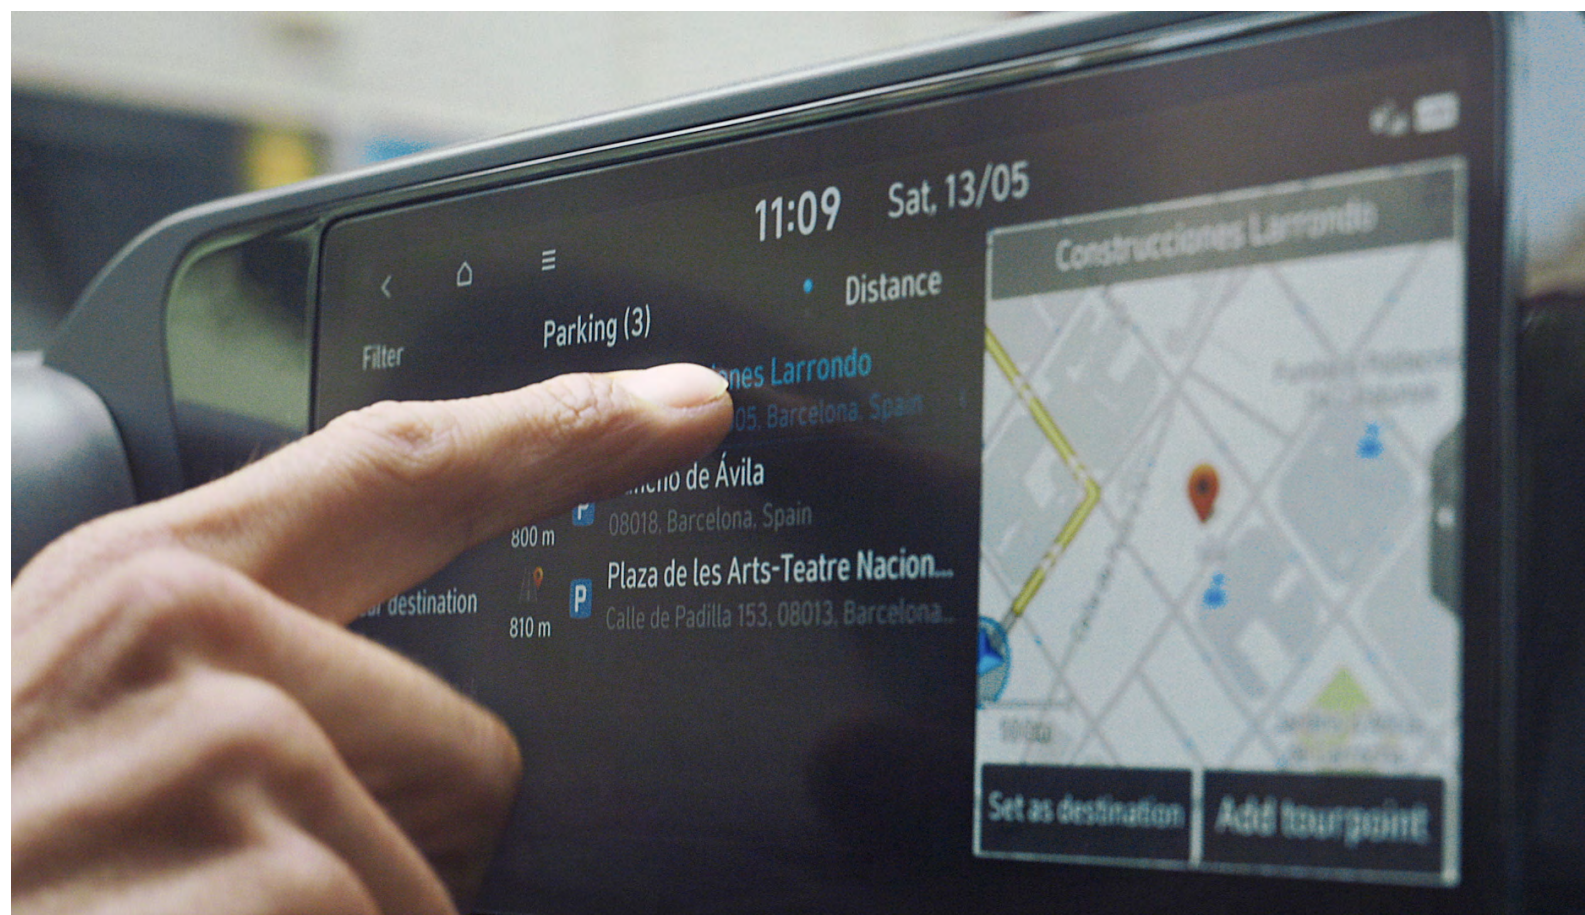 11:09 Sat, 13/05
Distance
Parking (3)
Filter
Larrondo
Barcelona, Spain
de Ávila
08018, Barcelona, Spain
800 m
P
Plaza de les Arts-Teatre Nacion...
Calle de Padilla 153, 08013, Barcelona...
P
810 m
destination
Construcciones Larrondo
Set as destination
Add tourpoint